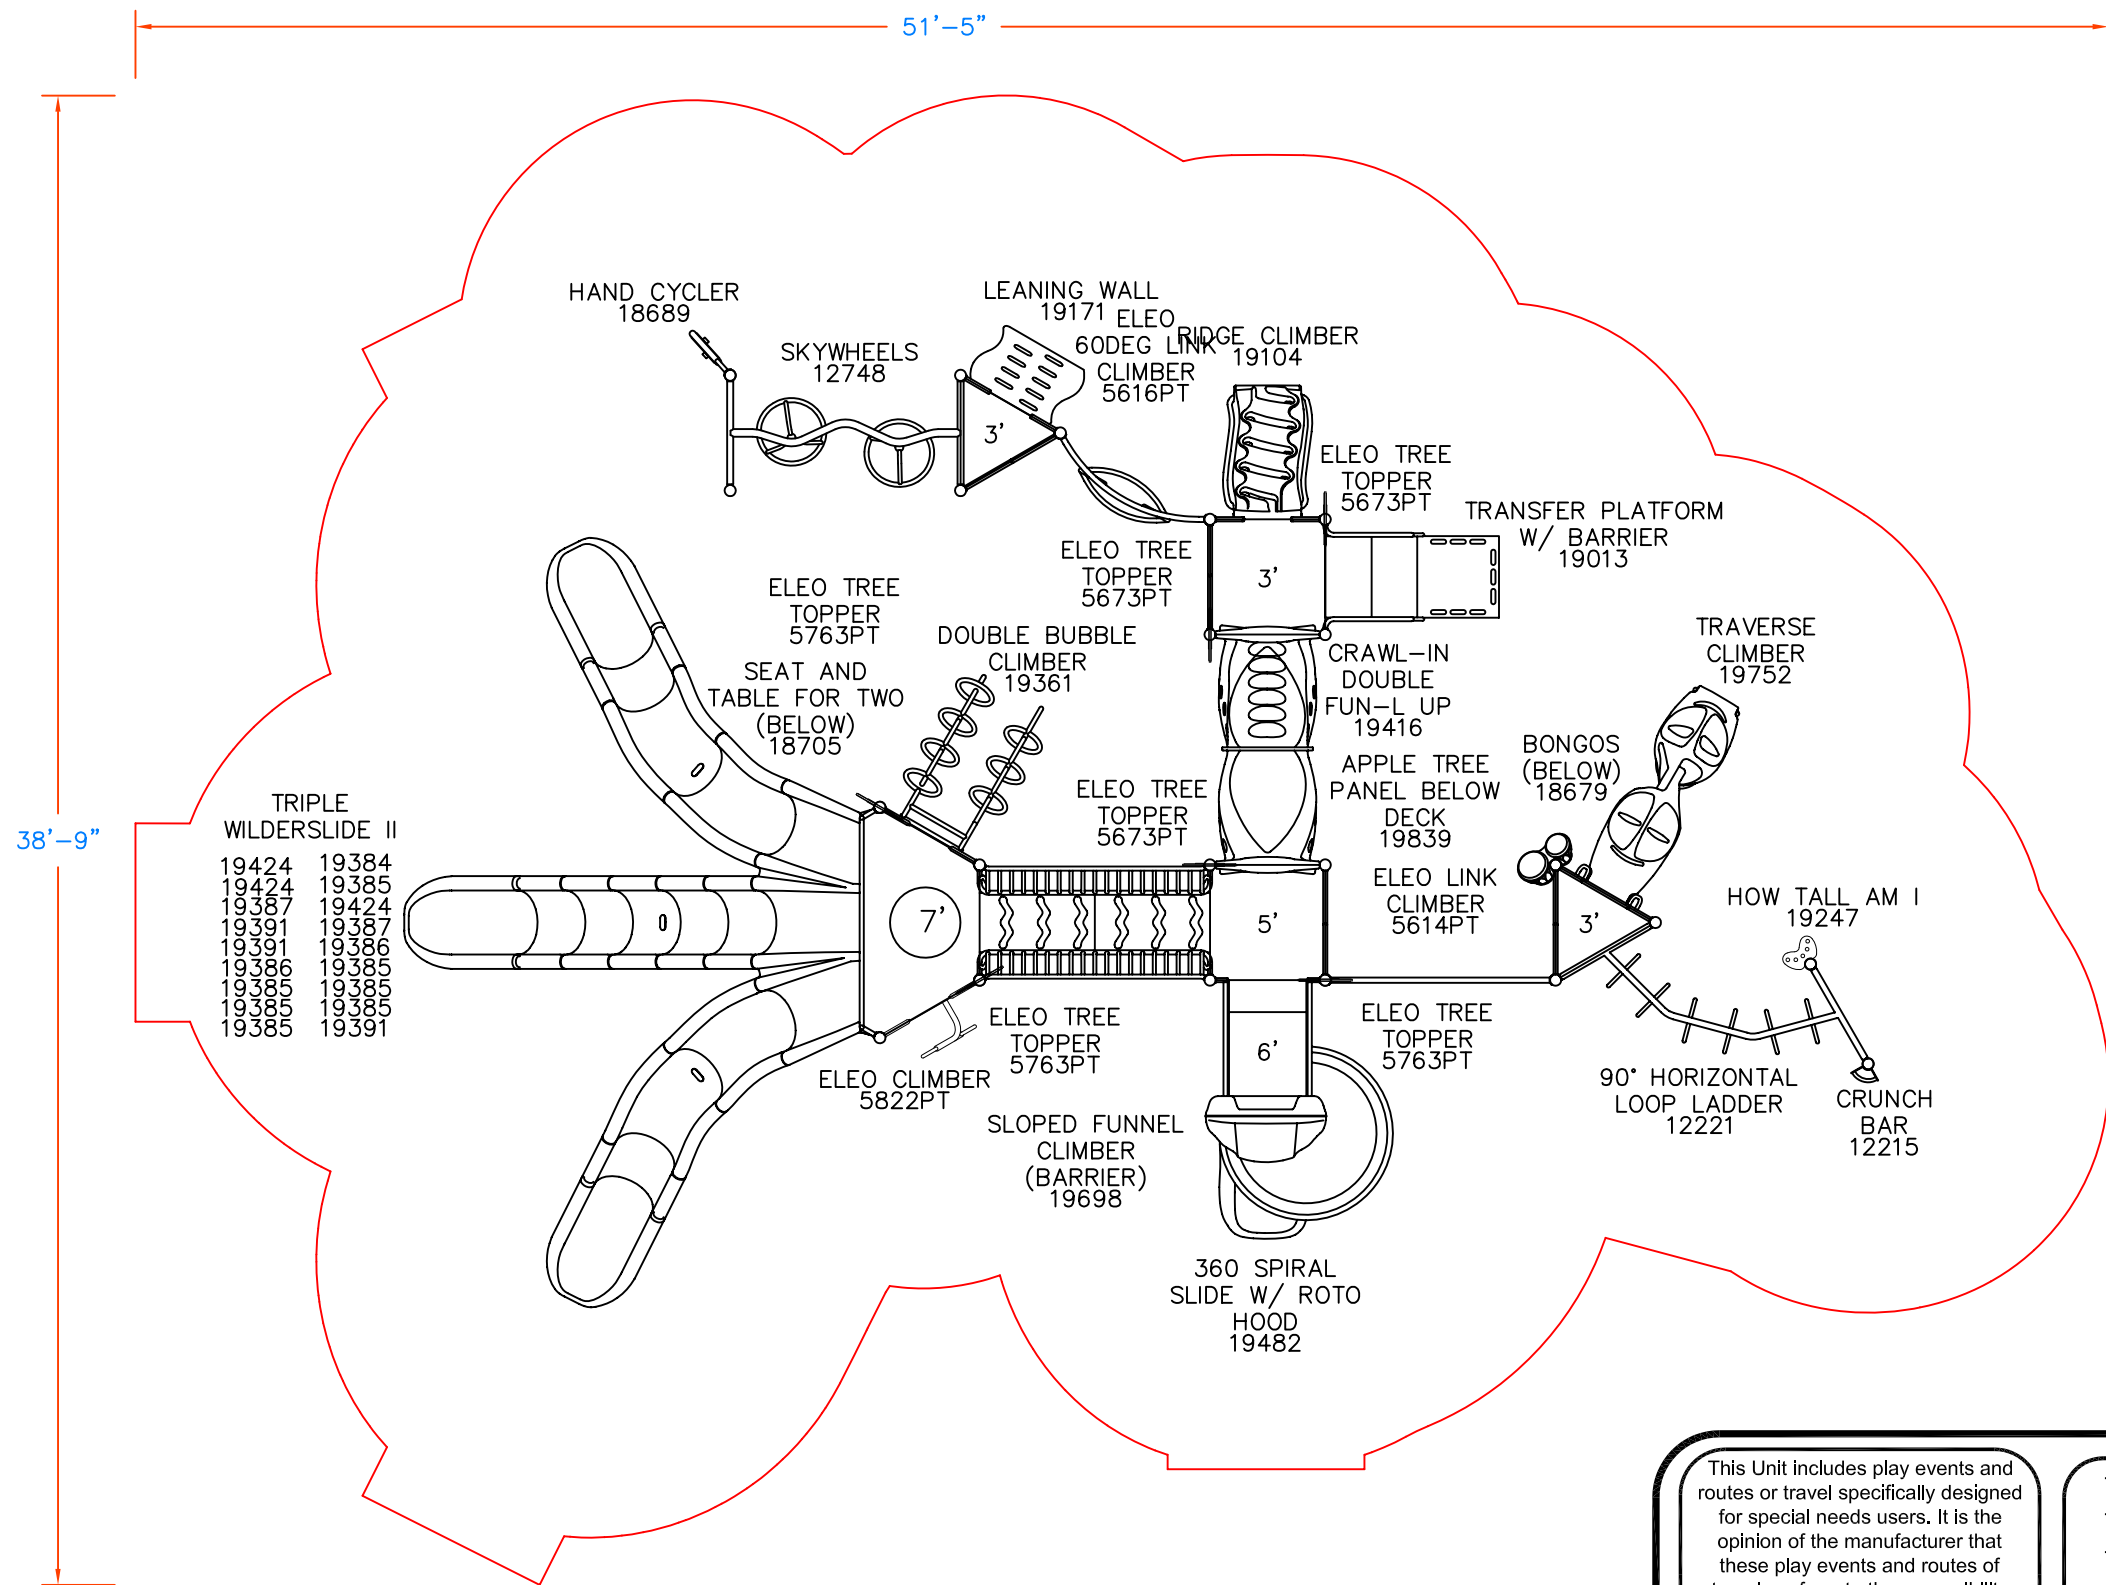 51'-5"
38'-9"
HAND CYCLER
18689
SKYWHEELS
12748
LEANING WALL
19171
ELEO
60DEG LINK
CLIMBER
5616PT
RIDGE CLIMBER
19104
3'
ELEO TREE
TOPPER
5673PT
TRANSFER PLATFORM
W/ BARRIER
19013
ELEO TREE
TOPPER
5673PT
3'
ELEO TREE
TOPPER
5763PT
DOUBLE BUBBLE
CLIMBER
19361
SEAT AND
TABLE FOR TWO
(BELOW)
18705
CRAWL-IN
DOUBLE
FUN-L UP
19416
TRAVERSE
CLIMBER
19752
BONGOS
(BELOW)
18679
APPLE TREE
PANEL BELOW
DECK
19839
ELEO TREE
TOPPER
5673PT
TRIPLE
WILDERSLIDE II
19424 19384
19424 19385
19387 19424
19391 19387
19391 19386
19386 19385
19385 19385
19385 19385
19385 19391
7'
5'
ELEO LINK
CLIMBER
5614PT
3'
HOW TALL AM I
19247
ELEO TREE
TOPPER
5763PT
ELEO TREE
TOPPER
5763PT
6'
ELEO CLIMBER
5822PT
90° HORIZONTAL
LOOP LADDER
12221
CRUNCH
BAR
12215
SLOPED FUNNEL
CLIMBER
(BARRIER)
19698
360 SPIRAL
SLIDE W/ ROTO
HOOD
19482
This Unit includes play events and
routes or travel specifically designed
for special needs users. It is the
opinion of the manufacturer that
these play events and routes of